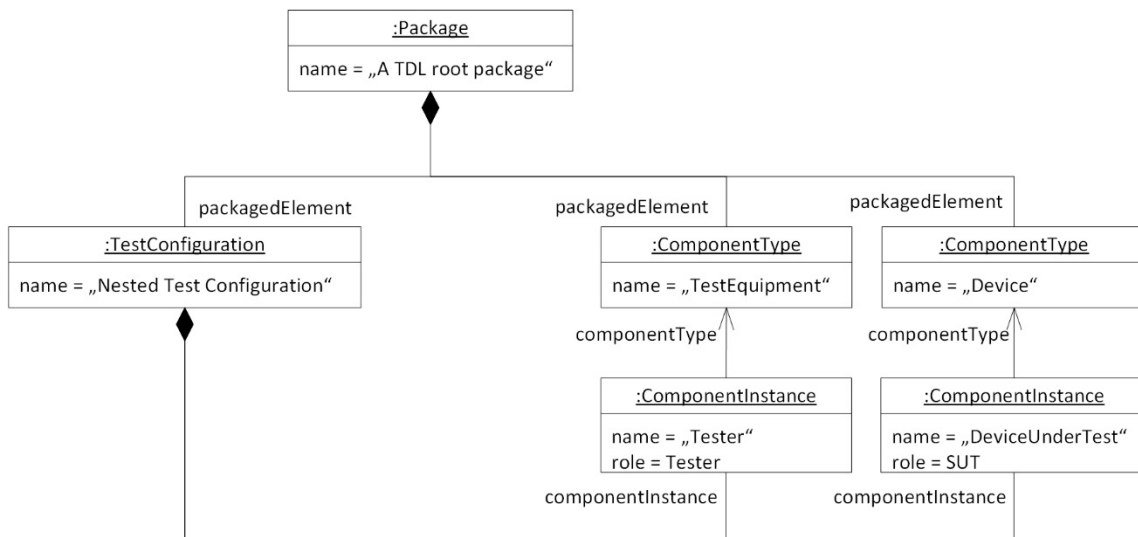 :Package
name = „A TDL root package“
packagedElement
packagedElement
packagedElement
:TestConfiguration
name = „Nested Test Configuration“
:ComponentType
name = „TestEquipment“
:ComponentType
name = „Device“
componentType
componentType
:ComponentInstance
name = „Tester“
role = Tester
:ComponentInstance
name = „DeviceUnderTest“
role = SUT
componentInstance
componentInstance